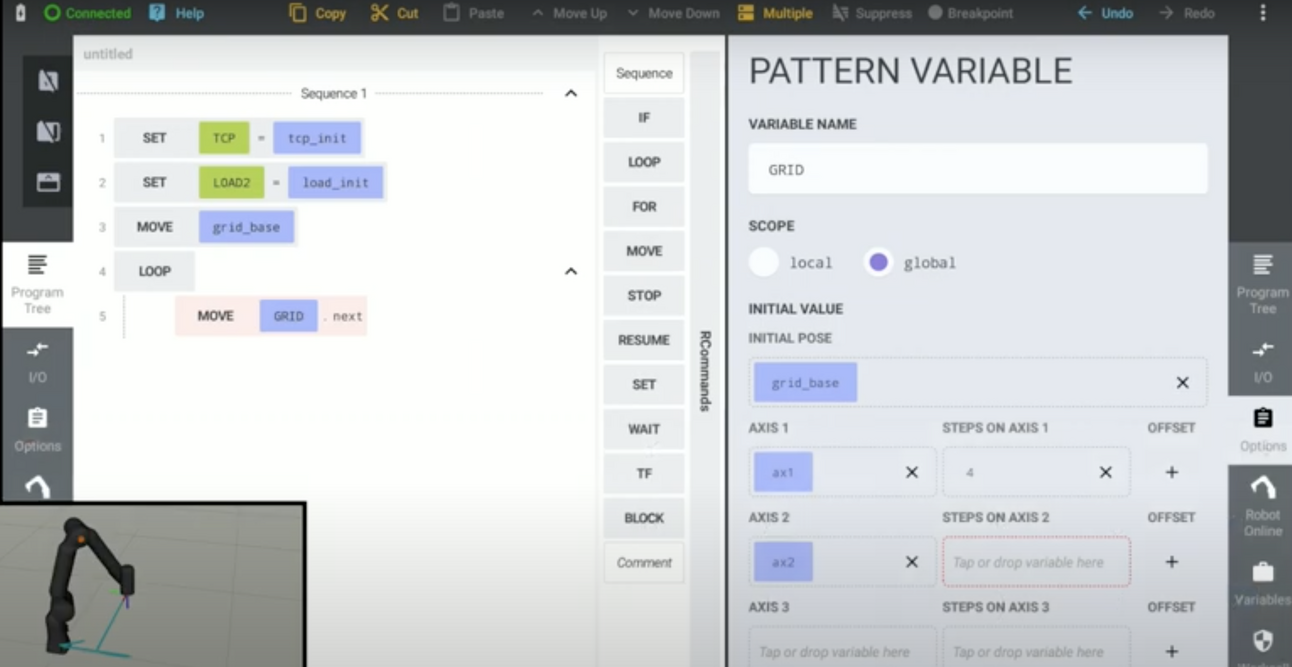 Connected Help Copy Cut Paste Move Up Move Down Multiple Suppress Breakpoint Undo Redo
untitled
Sequence 1
1 SET TCP = tcp_init
2 SET LOAD2 = load_init
3 MOVE grid_base
4 LOOP
5 MOVE GRID . next
Program
Tree
I/O
Options
Sequence
IF
LOOP
FOR
MOVE
STOP
RESUME
SET
WAIT
TF
BLOCK
Comment
RCommands
PATTERN VARIABLE
VARIABLE NAME
GRID
SCOPE
local global
INITIAL VALUE
INITIAL POSE
grid_base
AXIS 1 STEPS ON AXIS 1 OFFSET
ax1 4
AXIS 2 STEPS ON AXIS 2 OFFSET
ax2 Tap or drop variable here
AXIS 3 STEPS ON AXIS 3 OFFSET
Tap or drop variable here Tap or drop variable here
Program
Tree
I/O
Options
Robot
Online
Variables